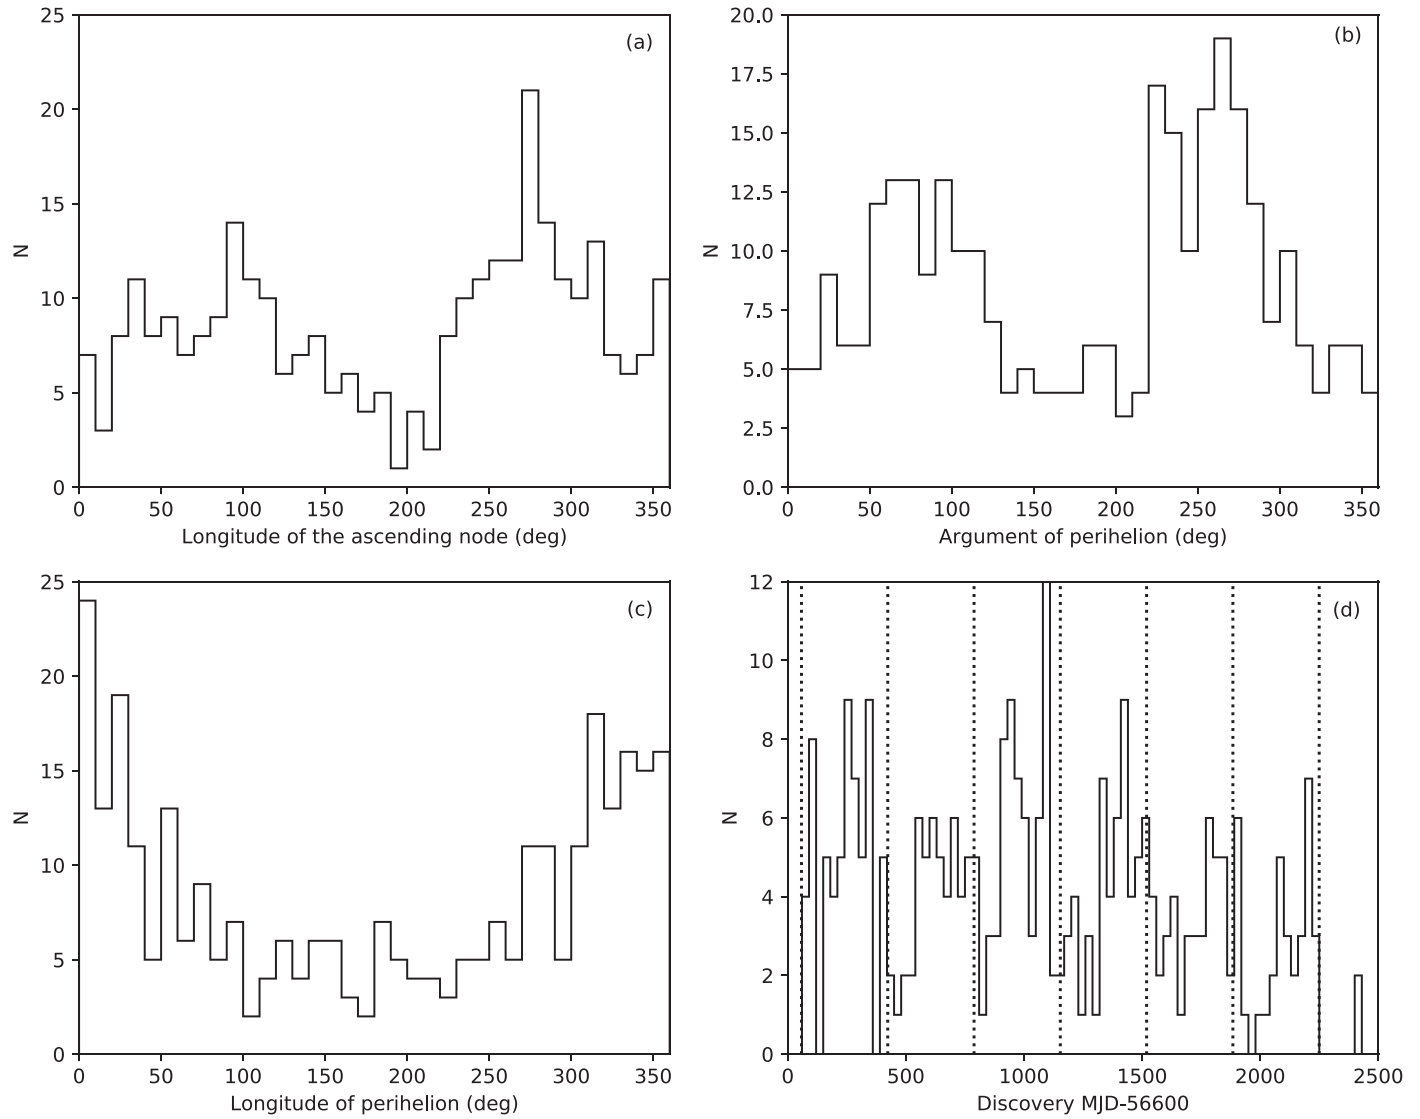 25
20
15
10
5
0
N
(a)
0 50 100 150 200 250 300 350
Longitude of the ascending node (deg)
20.0
17.5
15.0
12.5
10.0
7.5
5.0
2.5
0.0
N
(b)
0 50 100 150 200 250 300 350
Argument of perihelion (deg)
25
20
15
10
5
0
N
(c)
0 50 100 150 200 250 300 350
Longitude of perihelion (deg)
12
10
8
6
4
2
0
N
(d)
0 500 1000 1500 2000 2500
Discovery MJD-56600